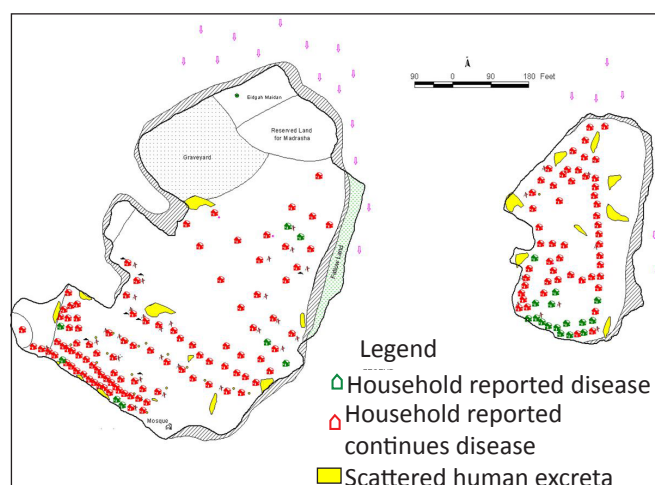 A
90 0 90 180 Feet
Eidgah Maidan
Reserved Land
for Madrasha
Graveyard
Fallow Land
Mosque
Legend
Household reported disease
Household reported
continues disease
Scattered human excreta